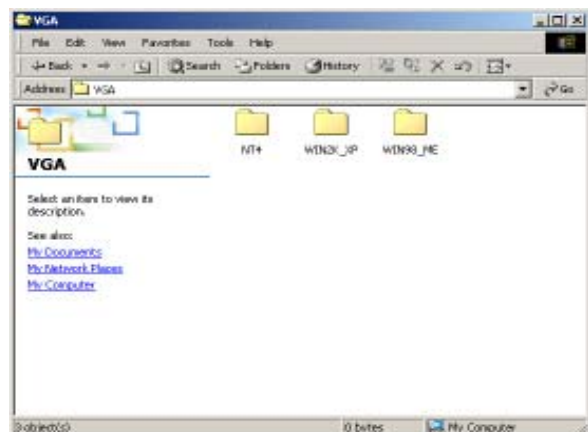 VGA
File Edit View Favorites Tools Help
Back Search Folders History
Address VGA Go
NT4 WIN2K_XP WIN98_ME
VGA
Select an item to view its
description.
See also:
My Documents
My Network Places
My Computer
3 object(s) 0 bytes My Computer